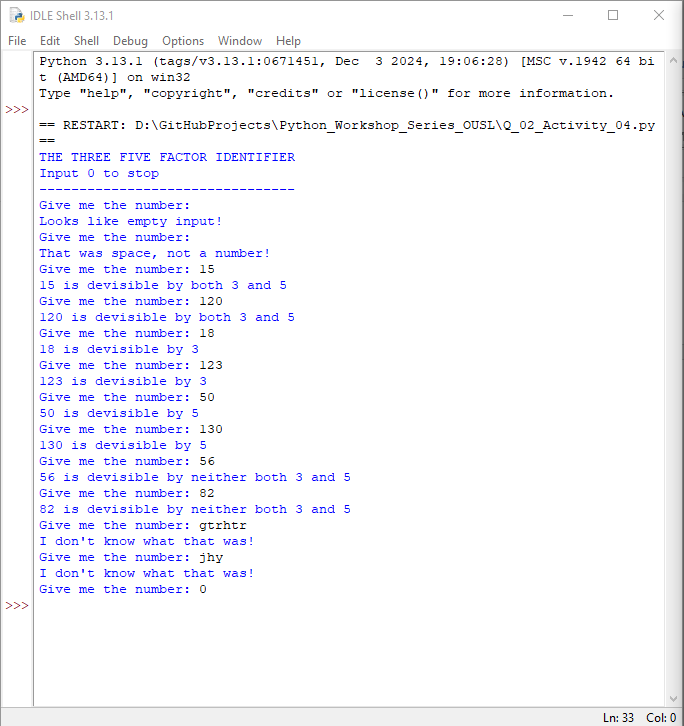 IDLE Shell 3.13.1
File Edit Shell Debug Options Window Help
Python 3.13.1 (tags/v3.13.1:0671451, Dec  3 2024, 19:06:28) [MSC v.1942 64 bi
t (AMD64)] on win32
Type "help", "copyright", "credits" or "license()" for more information.
>>>
== RESTART: D:\GitHubProjects\Python_Workshop_Series_OUSL\Q_02_Activity_04.py
==
THE THREE FIVE FACTOR IDENTIFIER
Input 0 to stop
--------------------------------
Give me the number:
Looks like empty input!
Give me the number:
That was space, not a number!
Give me the number: 15
15 is devisible by both 3 and 5
Give me the number: 120
120 is devisible by both 3 and 5
Give me the number: 18
18 is devisible by 3
Give me the number: 123
123 is devisible by 3
Give me the number: 50
50 is devisible by 5
Give me the number: 130
130 is devisible by 5
Give me the number: 56
56 is devisible by neither both 3 and 5
Give me the number: 82
82 is devisible by neither both 3 and 5
Give me the number: gtrhtr
I don't know what that was!
Give me the number: jhy
I don't know what that was!
Give me the number: 0
>>>
Ln: 33 Col: 0